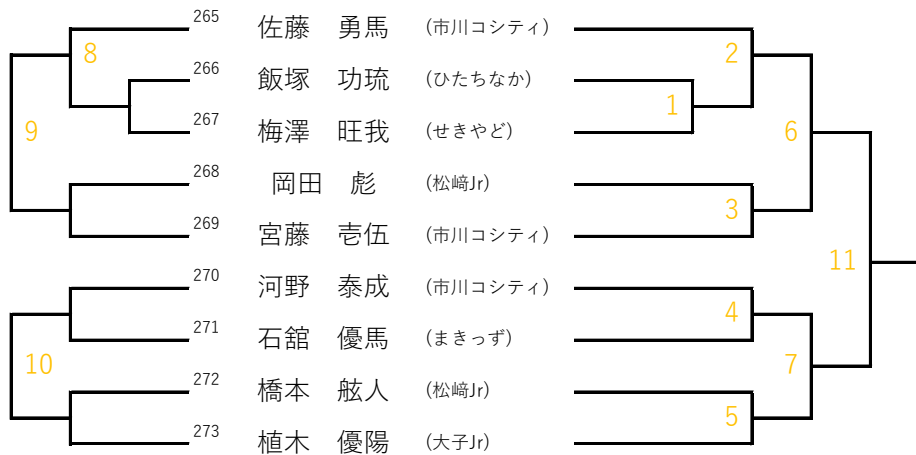 265 佐藤　勇馬 (市川コシティ)
8 2
266 飯塚　功琉 (ひたちなか)
1
267 梅澤　旺我 (せきやど)
9 6
268 岡田　彪 (松﨑Jr)
3
269 宮藤　壱伍 (市川コシティ)
11
270 河野　泰成 (市川コシティ)
4
271 石舘　優馬 (まきっず)
10 7
272 橋本　舷人 (松﨑Jr)
5
273 植木　優陽 (大子Jr)